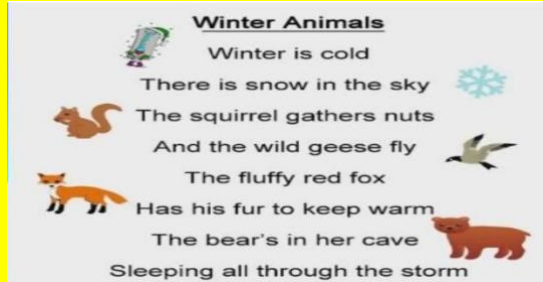 Winter Animals
Winter is cold
There is snow in the sky
The squirrel gathers nuts
And the wild geese fly
The fluffy red fox
Has his fur to keep warm
The bear's in her cave
Sleeping all through the storm